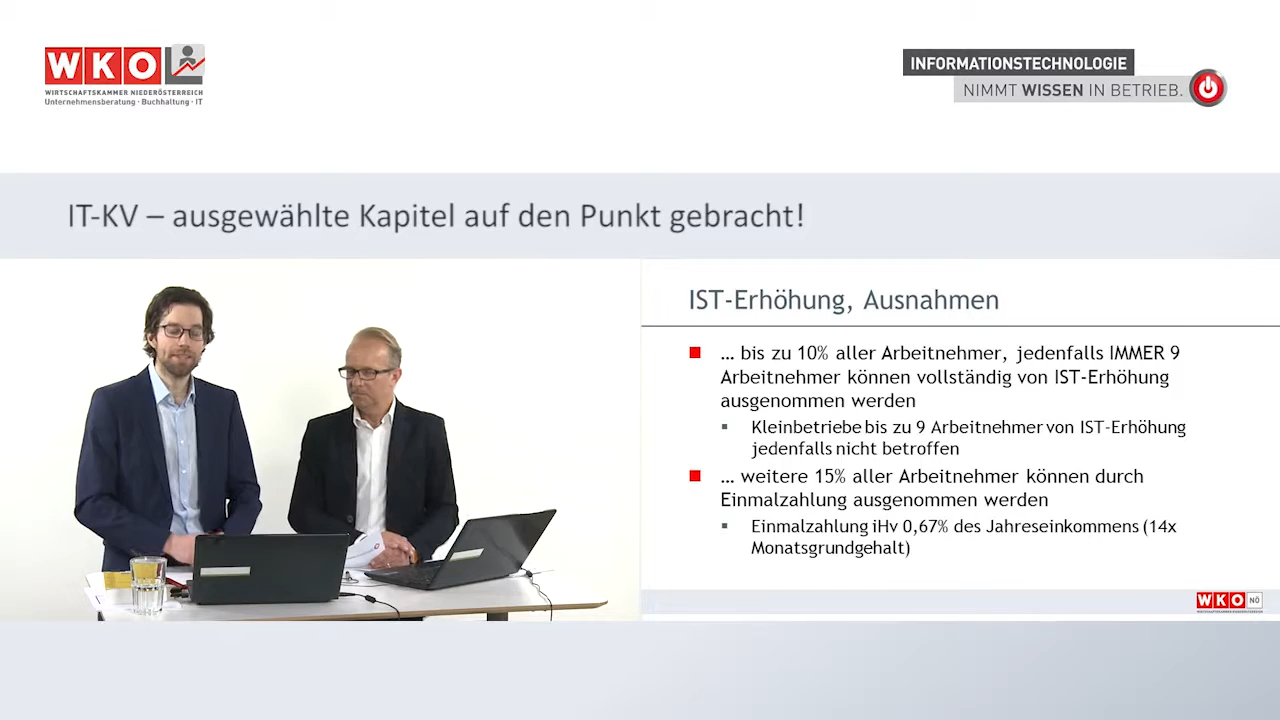 WKO
WIRTSCHAFTSKAMMER NIEDERÖSTERREICH
Unternehmensberatung · Buchhaltung · IT
INFORMATIONSTECHNOLOGIE
NIMMT WISSEN IN BETRIEB.
IT-KV – ausgewählte Kapitel auf den Punkt gebracht!
IST-Erhöhung, Ausnahmen
… bis zu 10% aller Arbeitnehmer, jedenfalls IMMER 9
Arbeitnehmer können vollständig von IST-Erhöhung
ausgenommen werden
Kleinbetriebe bis zu 9 Arbeitnehmer von IST-Erhöhung
jedenfalls nicht betroffen
… weitere 15% aller Arbeitnehmer können durch
Einmalzahlung ausgenommen werden
Einmalzahlung iHv 0,67% des Jahreseinkommens (14x
Monatsgrundgehalt)
WKO NÖ
WIRTSCHAFTSKAMMER NIEDERÖSTERREICH